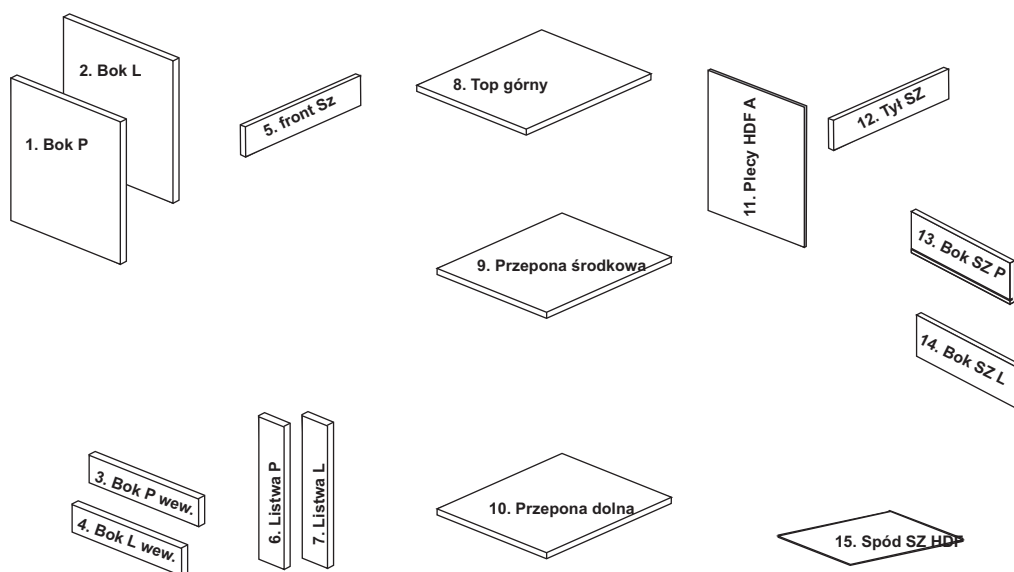 1. Bok P
2. Bok L
3. Bok P wew.
4. Bok L wew.
5. front Sz
6. Listwa P
7. Listwa L
8. Top górny
9. Przepona środkowa
10. Przepona dolna
11. Plecy HDF A
12. Tył SZ
13. Bok SZ P
14. Bok SZ L
15. Spód SZ HDF